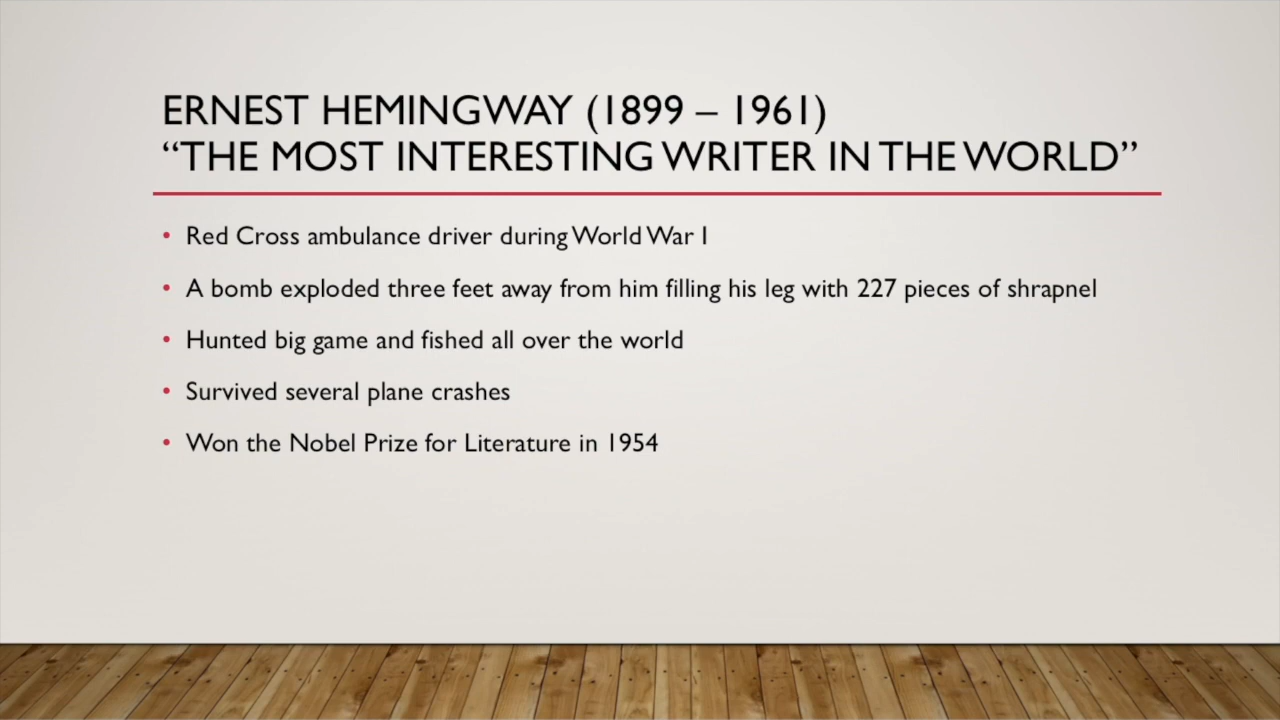 ERNEST HEMINGWAY (1899 – 1961)
“THE MOST INTERESTING WRITER IN THE WORLD”
• Red Cross ambulance driver during World War I
• A bomb exploded three feet away from him filling his leg with 227 pieces of shrapnel
• Hunted big game and fished all over the world
• Survived several plane crashes
• Won the Nobel Prize for Literature in 1954